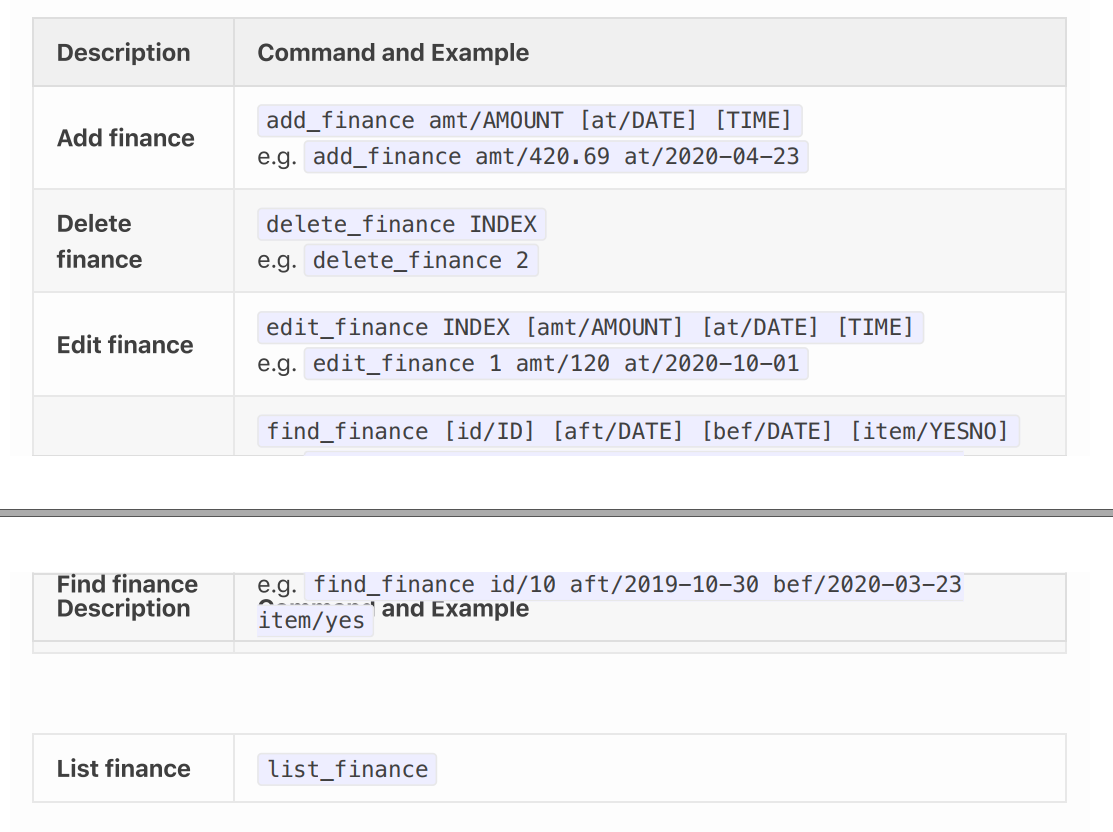 Description Command and Example
Add finance
add_finance amt/AMOUNT [at/DATE] [TIME]
e.g. add_finance amt/420.69 at/2020-04-23
Delete
finance
delete_finance INDEX
e.g. delete_finance 2
Edit finance
edit_finance INDEX [amt/AMOUNT] [at/DATE] [TIME]
e.g. edit_finance 1 amt/120 at/2020-10-01
find_finance [id/ID] [aft/DATE] [bef/DATE] [item/YESNO]
Find finance e.g. find_finance id/10 aft/2019-10-30 bef/2020-03-23
Description Command and Example
item/yes
List finance list_finance